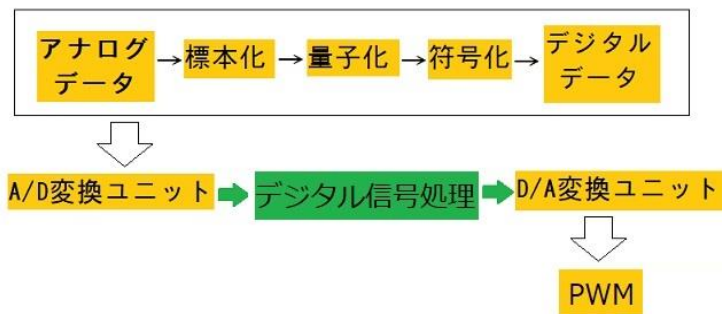 アナログ
データ
→標本化
→量子化
→符号化→
デジタル
データ
A/D変換ユニット
デジタル信号処理
D/A変換ユニット
PWM